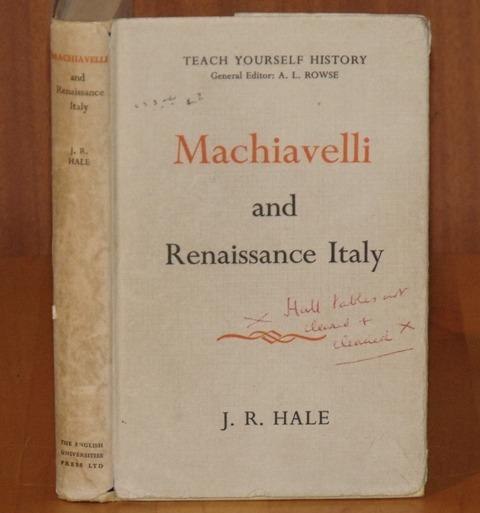 MACHIAVELLI
and
Renaissance
Italy
J. R.
HALE
THE ENGLISH
UNIVERSITIES
PRESS LTD
TEACH YOURSELF HISTORY
General Editor: A. L. ROWSE
Machiavelli
and
Renaissance Italy
x Hall tables not
cleared +
cleaned x
J. R. HALE